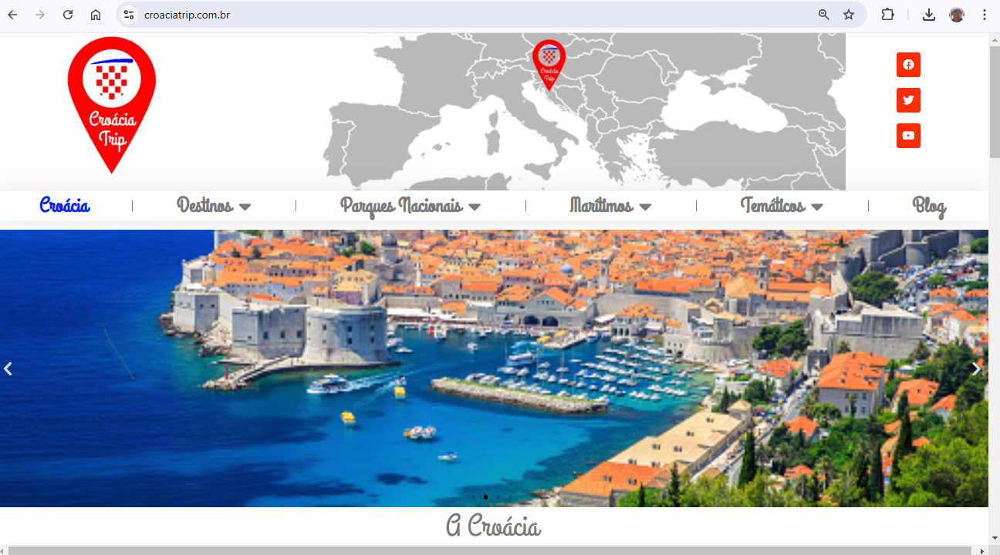 croaciatrip.com.br
Croácia
Trip
Croácia
Trip
Croácia
Destinos
Parques Nacionais
Marítimos
Temáticos
Blog
A Croácia